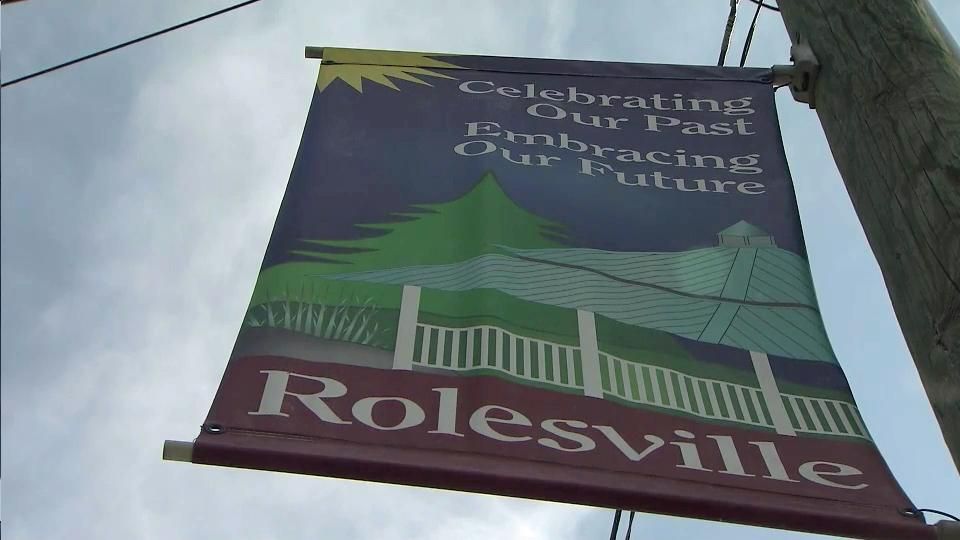 Celebrating
Our Past
Embracing
Our Future
Rolesville